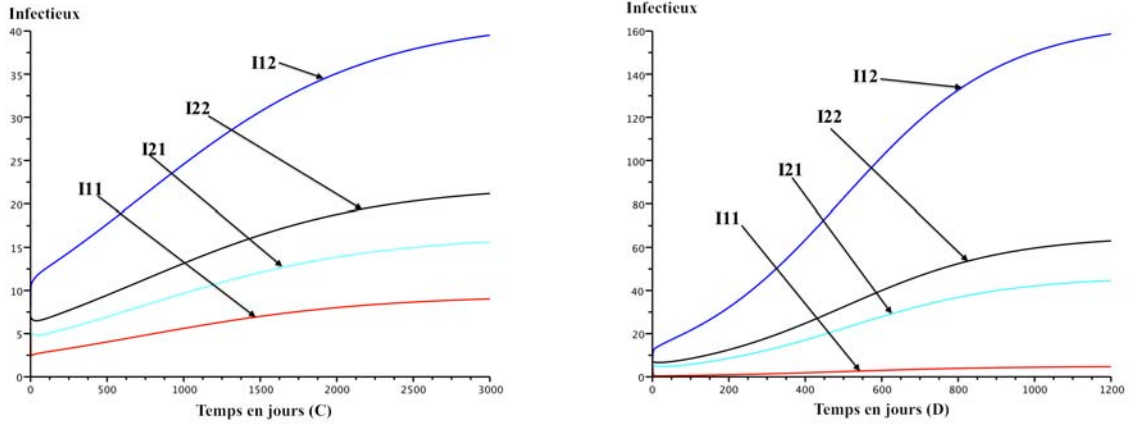 Infectieux
40
35
30
25
20
15
10
5
0
I12
I22
I21
I11
0 500 1000 1500 2000 2500 3000
Temps en jours (C)
Infectieux
160
140
120
100
80
60
40
20
0
I12
I22
I21
I11
0 200 400 600 800 1000 1200
Temps en jours (D)